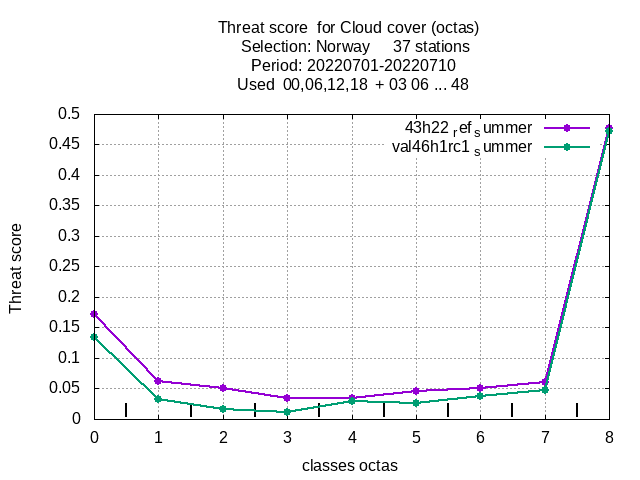 Threat score  for Cloud cover (octas)
Selection: Norway     37 stations
Period: 20220701-20220710
Used  00,06,12,18  + 03 06 ... 48
43h22 ref summer
val46h1rc1 summer
Threat score
0.5
0.45
0.4
0.35
0.3
0.25
0.2
0.15
0.1
0.05
0
0 1 2 3 4 5 6 7 8
classes octas